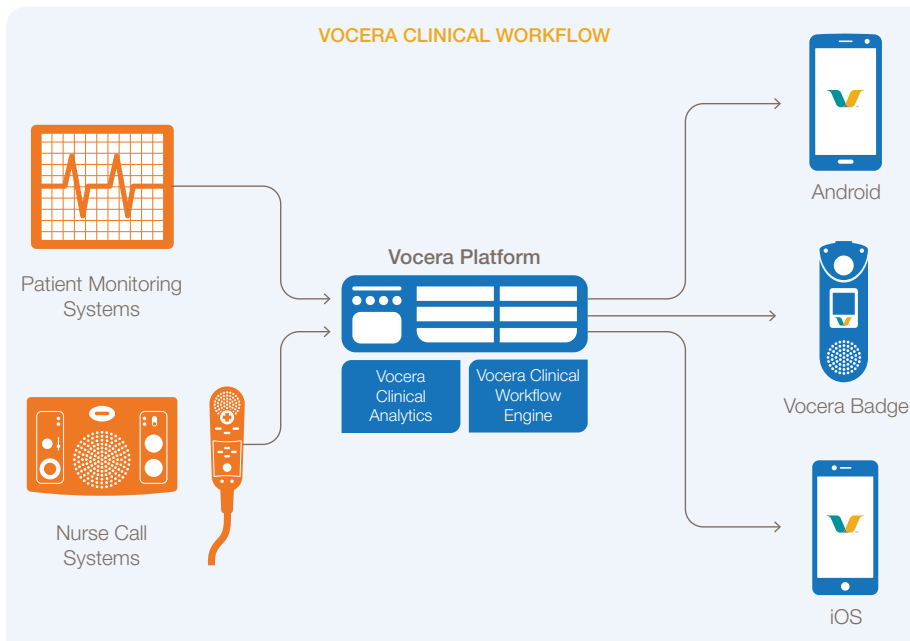 VOCERA CLINICAL WORKFLOW
Patient Monitoring
Systems
Nurse Call
Systems
Vocera Platform
Vocera
Clinical
Analytics
Vocera Clinical
Workflow
Engine
Android
Vocera Badge
iOS